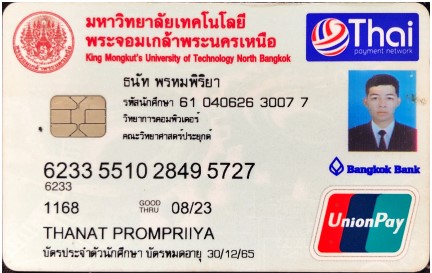 มหาวิทยาลัยเทคโนโลยี
พระจอมเกล้าพระนครเหนือ
King Mongkut's University of Technology North Bangkok
Thai
payment network
ธนัท พรหมพิริยา
รหัสนักศึกษา 61 040626 3007 7
วิทยาการคอมพิวเตอร์
คณะวิทยาศาสตร์ประยุกต์
Bangkok Bank
6233 5510 2849 5727
6233
1168 GOOD THRU 08/23
THANAT PROMPRIIYA
บัตรประจำตัวนักศึกษา บัตรหมดอายุ 30/12/65
UnionPay